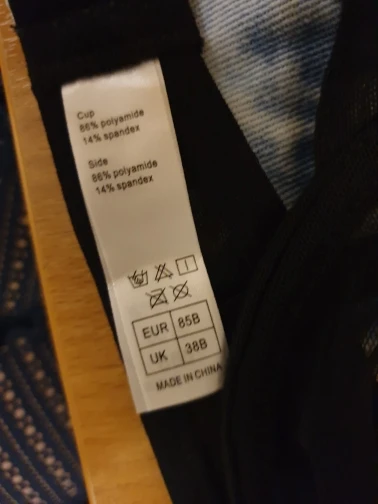 Cup
86% polyamide
14% spandex
Side
86% polyamide
14% spandex
EUR 85B
UK 38B
MADE IN CHINA